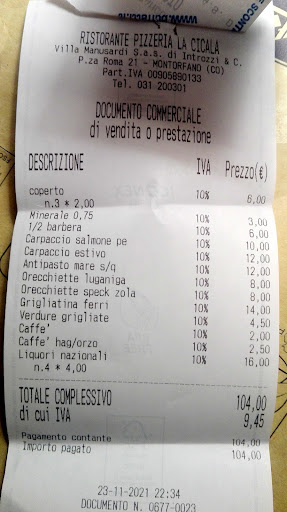 RISTORANTE PIZZERIA LA CICALA
Villa Manusardi S.a.s. di Introzzi & C.
P.za Roma 21 - MONTORFANO (CO)
Part.IVA 00905890133
Tel. 031 200301
DOCUMENTO COMMERCIALE
di vendita o prestazione
DESCRIZIONE IVA Prezzo(€)
coperto 10% 6,00
n.3 * 2,00
Minerale 0,75 10% 3,00
1/2 barbera 10% 6,00
Carpaccio salmone pe 10% 10,00
Carpaccio estivo 10% 12,00
Antipasto mare s/q 10% 12,00
Orecchiette luganiga 10% 8,00
Orecchiette speck zola 10% 8,00
Grigliatina ferri 10% 14,00
Verdure grigliate 10% 4,50
Caffe' 10% 2,00
Caffe' hag/orzo 10% 2,50
Liquori nazionali 10% 16,00
n.4 * 4,00
TOTALE COMPLESSIVO 104,00
di cui IVA 9,45
Pagamento contante 104,00
Importo pagato 104,00
23-11-2021 22:34
DOCUMENTO N. 0677-0023